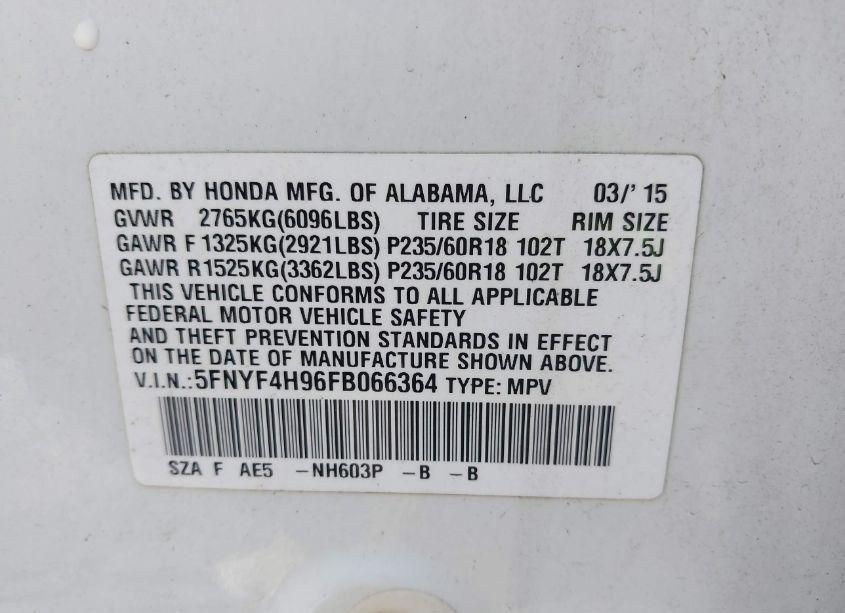 MFD. BY HONDA MFG. OF ALABAMA, LLC 03/' 15
GVWR 2765KG(6096LBS) TIRE SIZE RIM SIZE
GAWR F 1325KG(2921LBS) P235/60R18 102T 18X7.5J
GAWR R1525KG(3362LBS) P235/60R18 102T 18X7.5J
THIS VEHICLE CONFORMS TO ALL APPLICABLE
FEDERAL MOTOR VEHICLE SAFETY
AND THEFT PREVENTION STANDARDS IN EFFECT
ON THE DATE OF MANUFACTURE SHOWN ABOVE.
V.I.N.:5FNYF4H96FB066364 TYPE: MPV
SZA F AE5 -NH603P -B -B